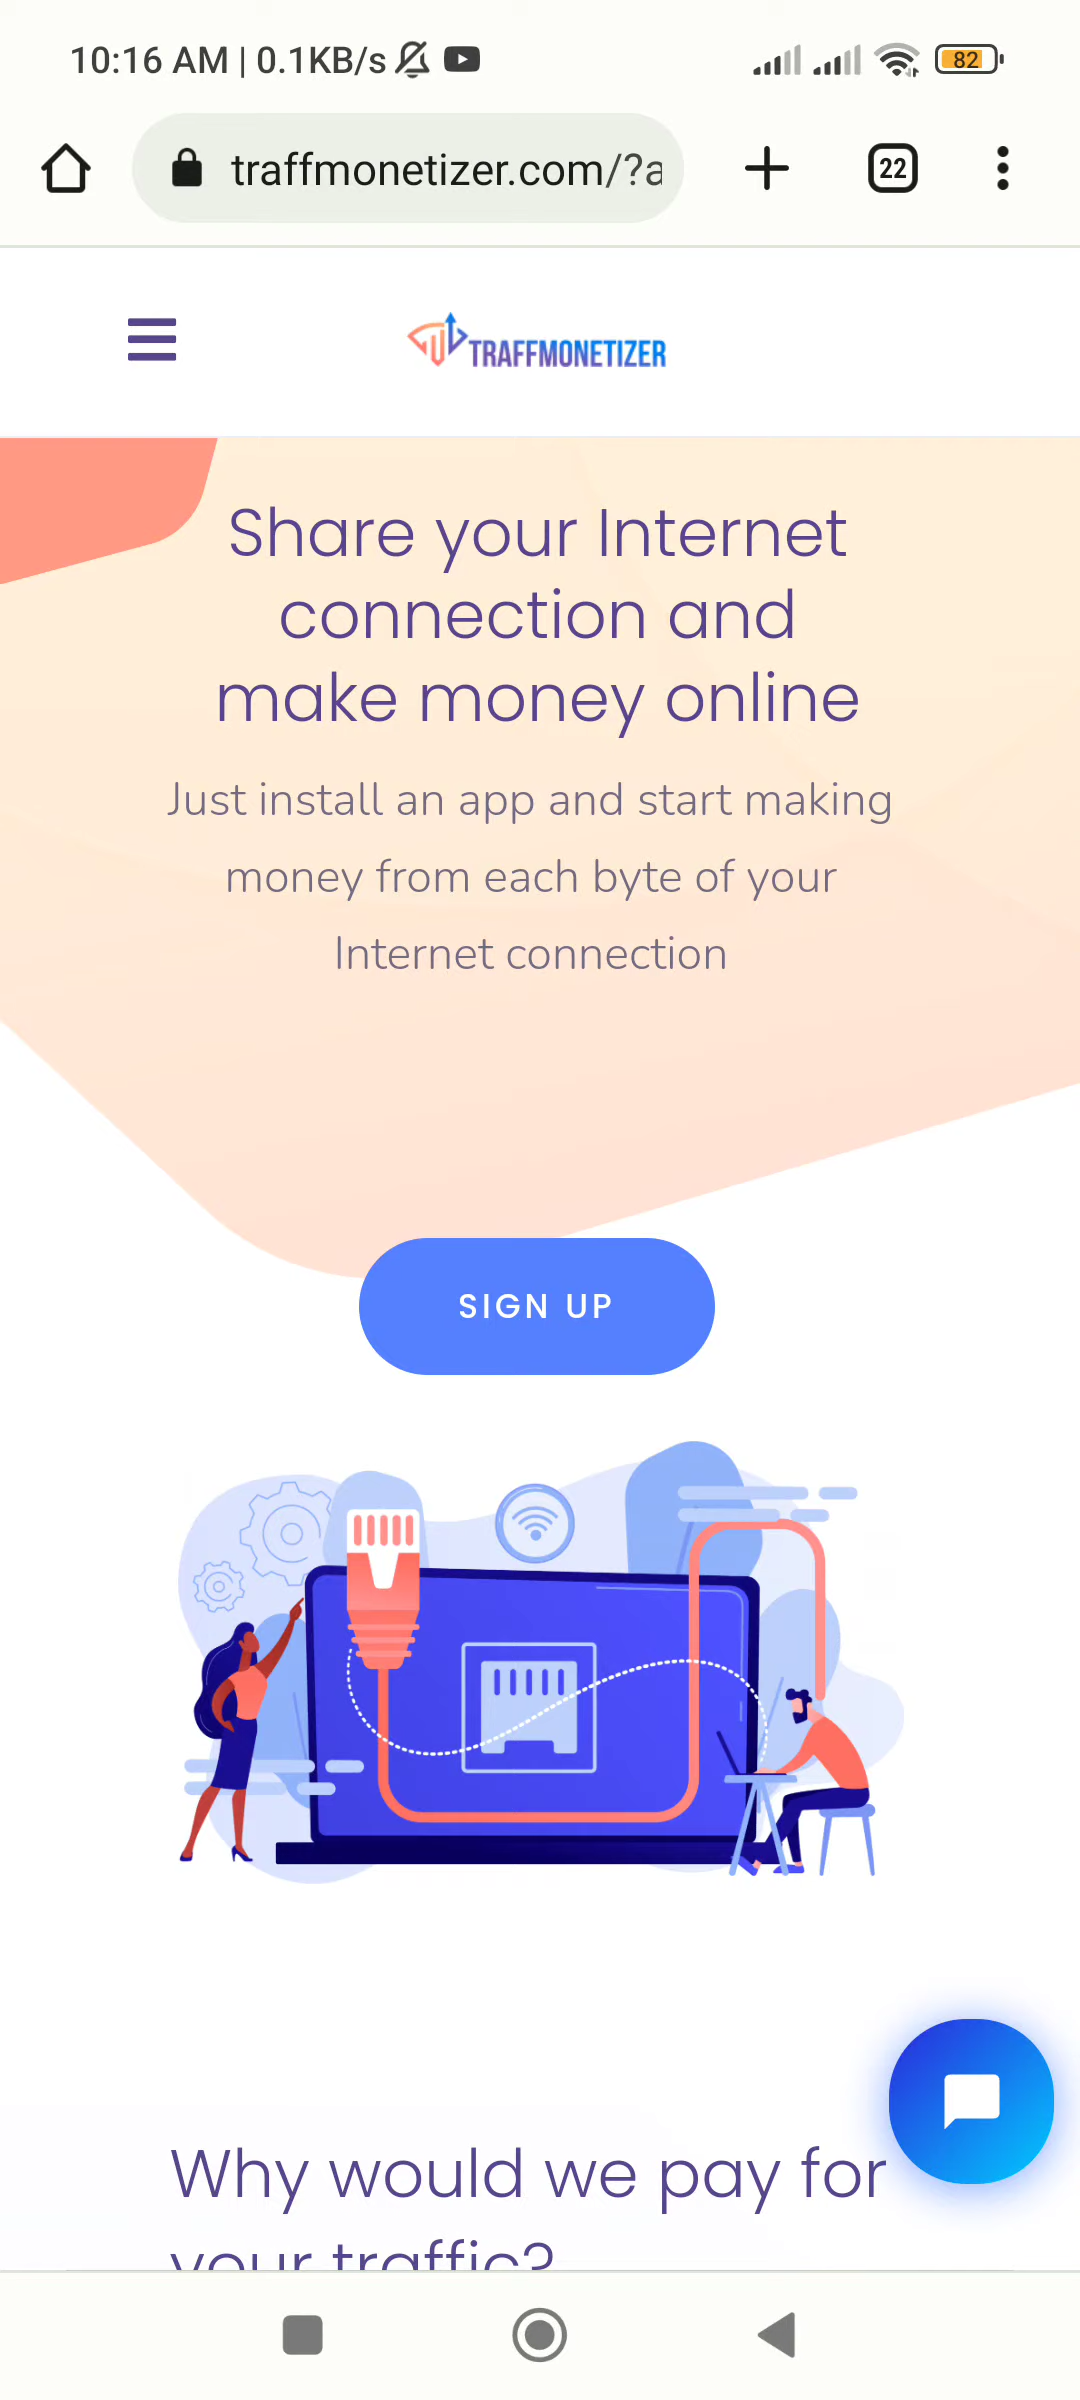 10:16 AM | 0.1KB/s
82
traffmonetizer.com/?a
22
TRAFFMONETIZER
Share your Internet
connection and
make money online
Just install an app and start making
money from each byte of your
Internet connection
SIGN UP
Why would we pay for
your traffic?